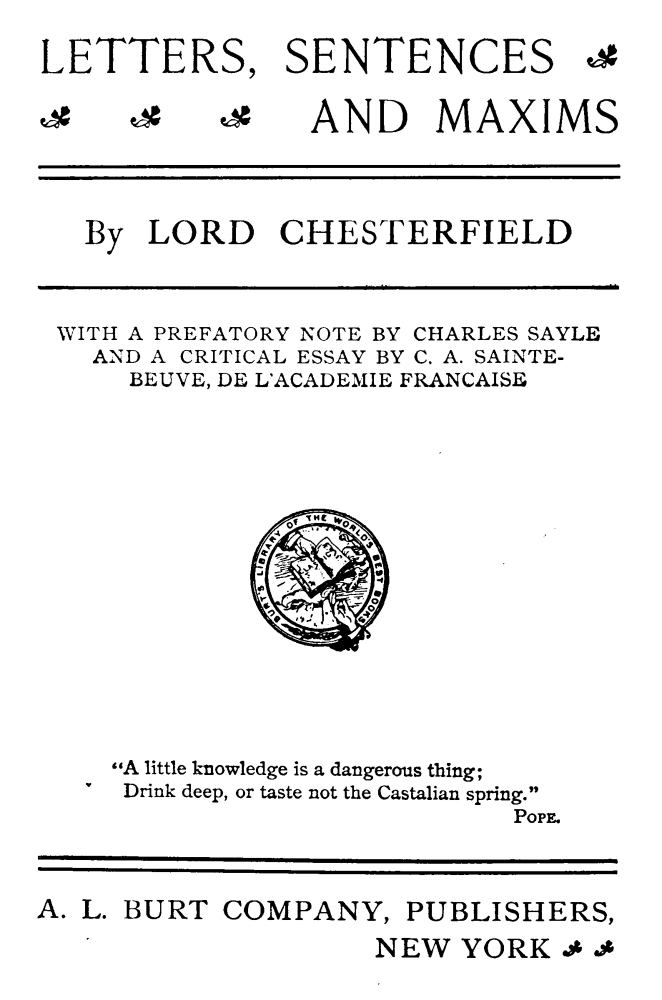 LETTERS, SENTENCES
AND MAXIMS
By LORD CHESTERFIELD
WITH A PREFATORY NOTE BY CHARLES SAYLE
AND A CRITICAL ESSAY BY C. A. SAINTE-
BEUVE, DE L'ACADEMIE FRANCAISE
BURT'S LIBRARY OF THE WORLD'S BEST BOOKS
"A little knowledge is a dangerous thing;
Drink deep, or taste not the Castalian spring."
POPE.
A. L. BURT COMPANY, PUBLISHERS,
NEW YORK